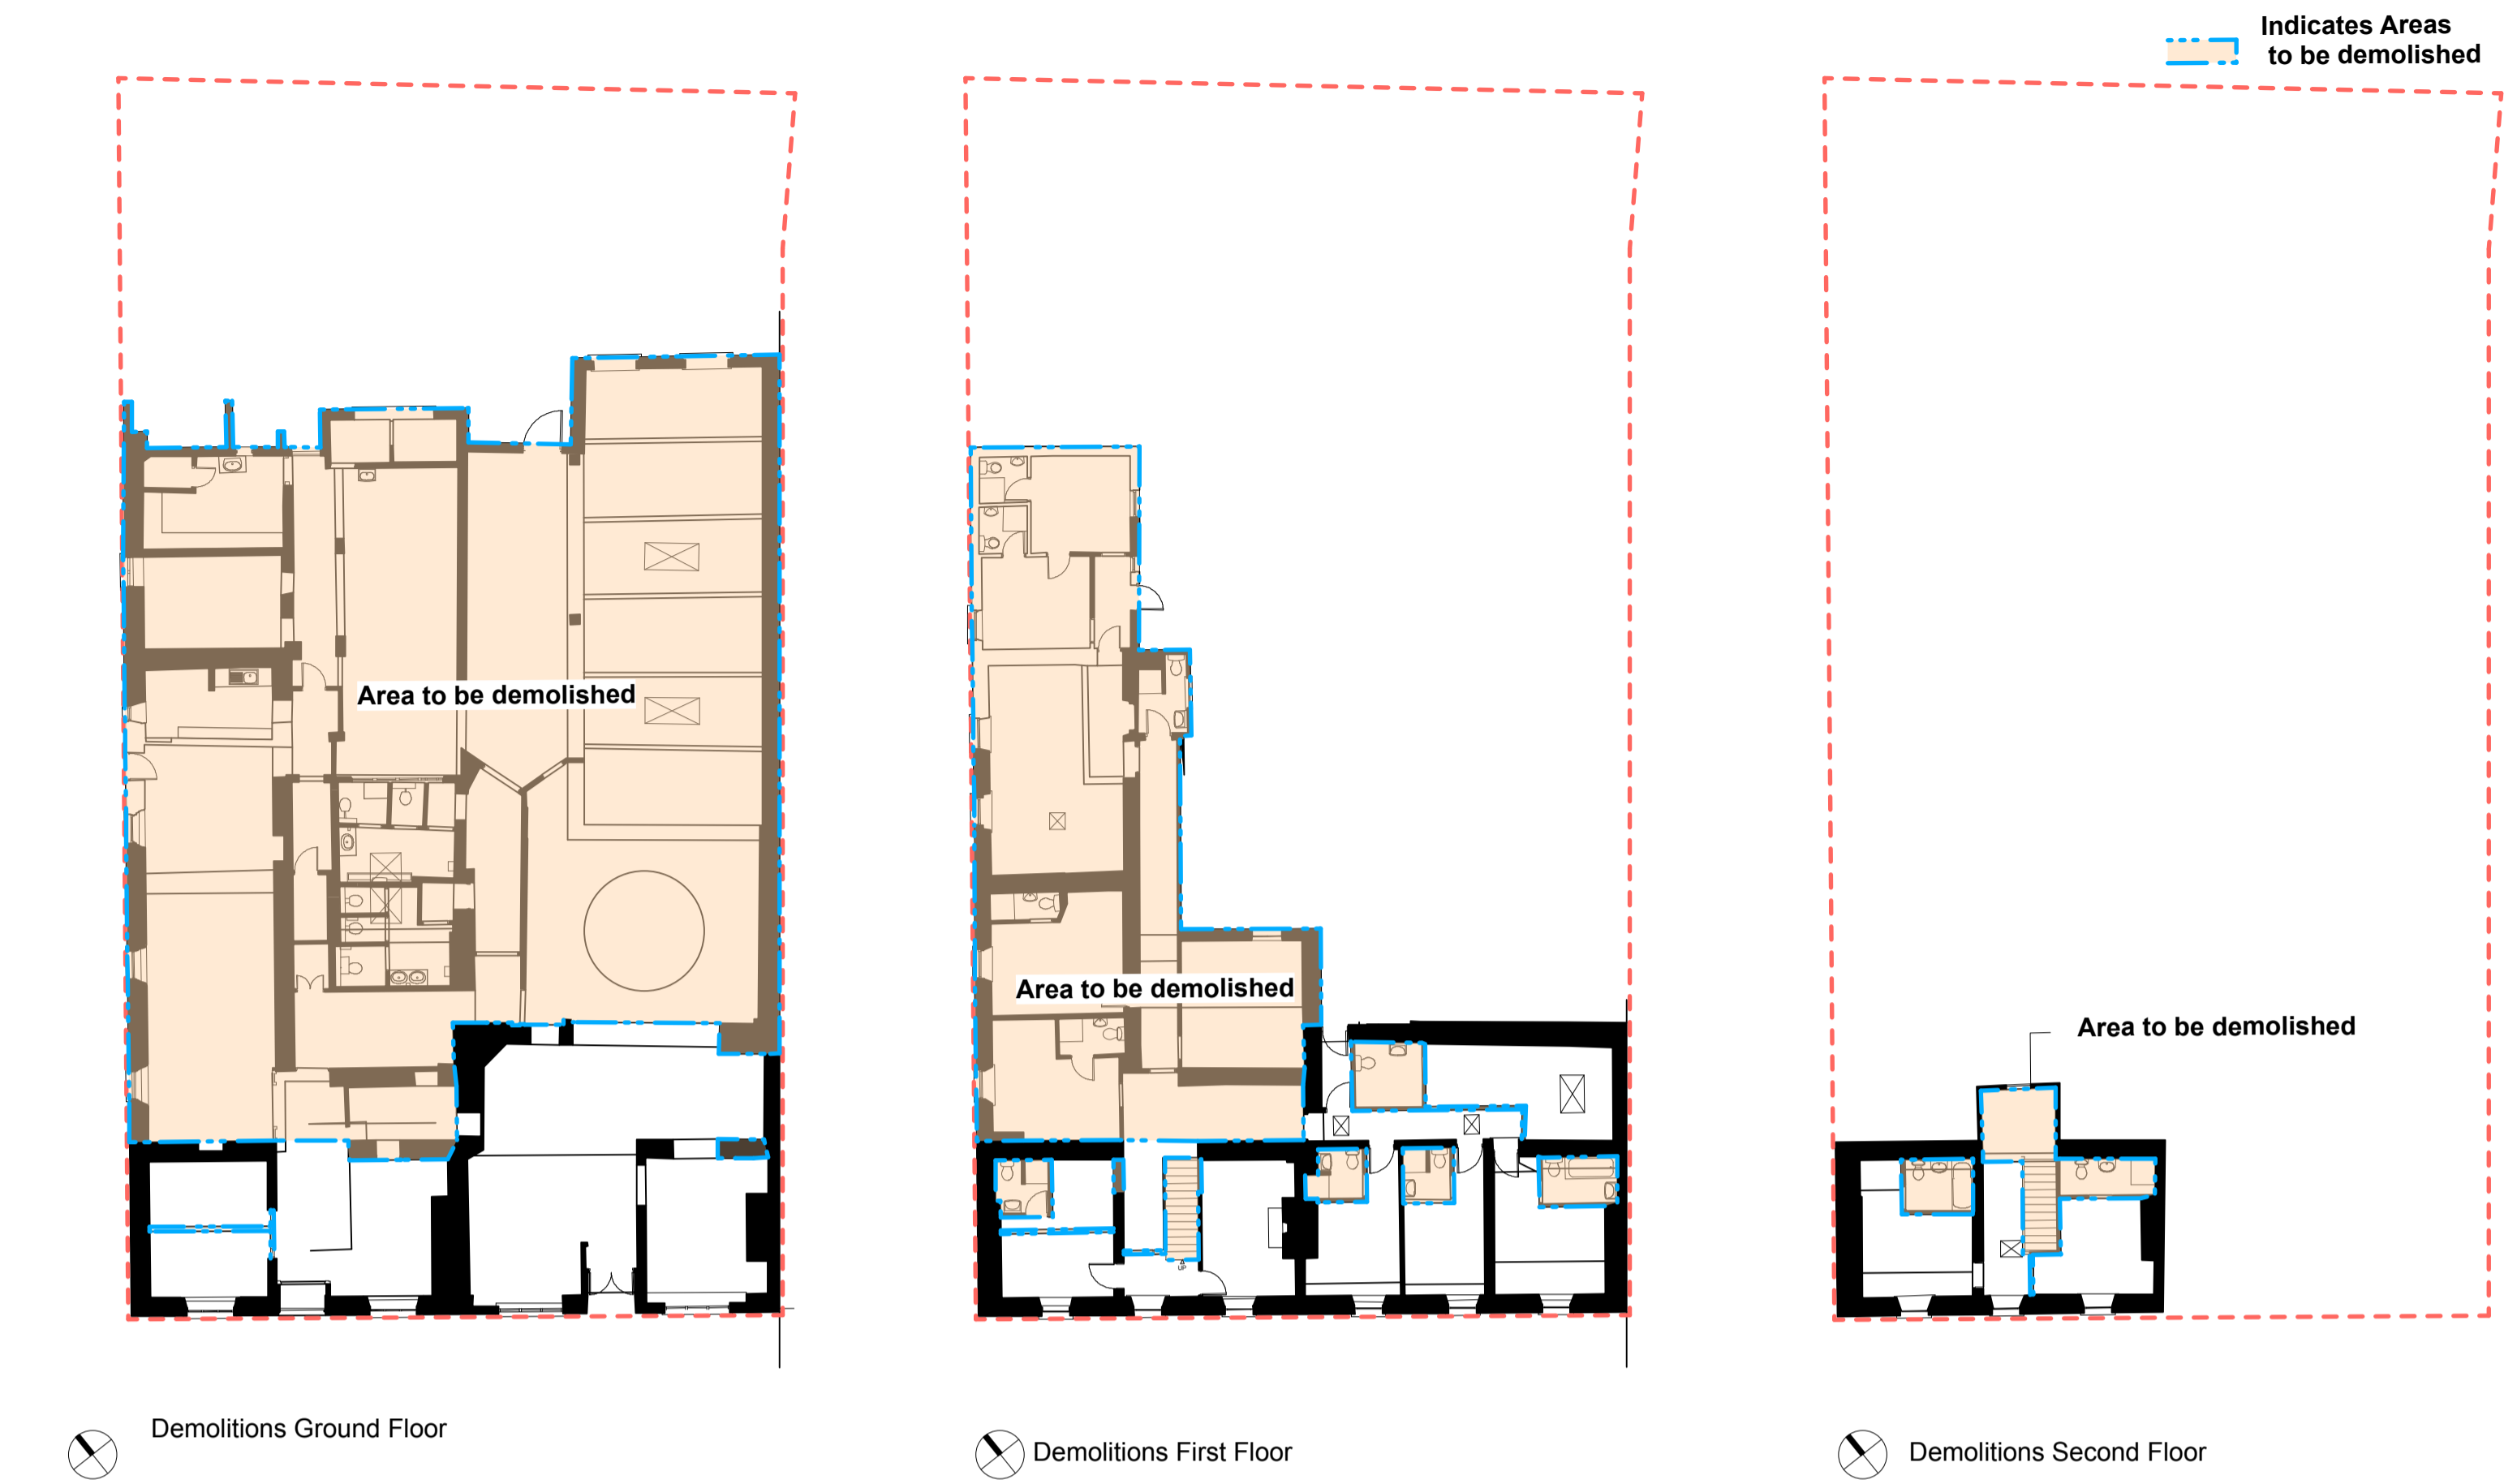 Indicates Areas
to be demolished
Area to be demolished
Area to be demolished
Area to be demolished
UP
Demolitions Ground Floor
Demolitions First Floor
Demolitions Second Floor